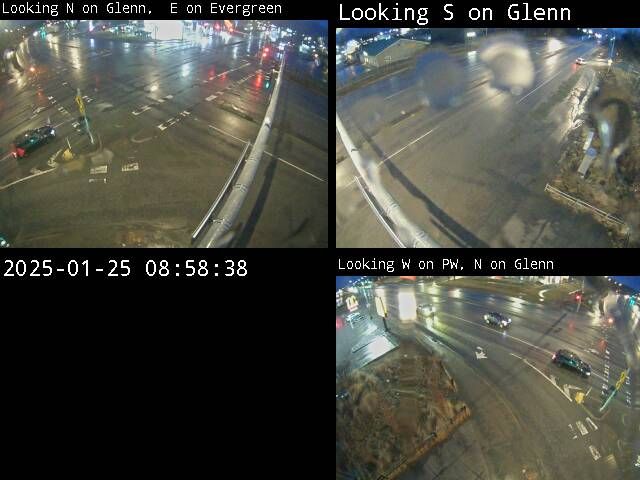 Looking N on Glenn,  E on Evergreen
Looking S on Glenn
2025-01-25 08:58:38
Looking W on PW, N on Glenn